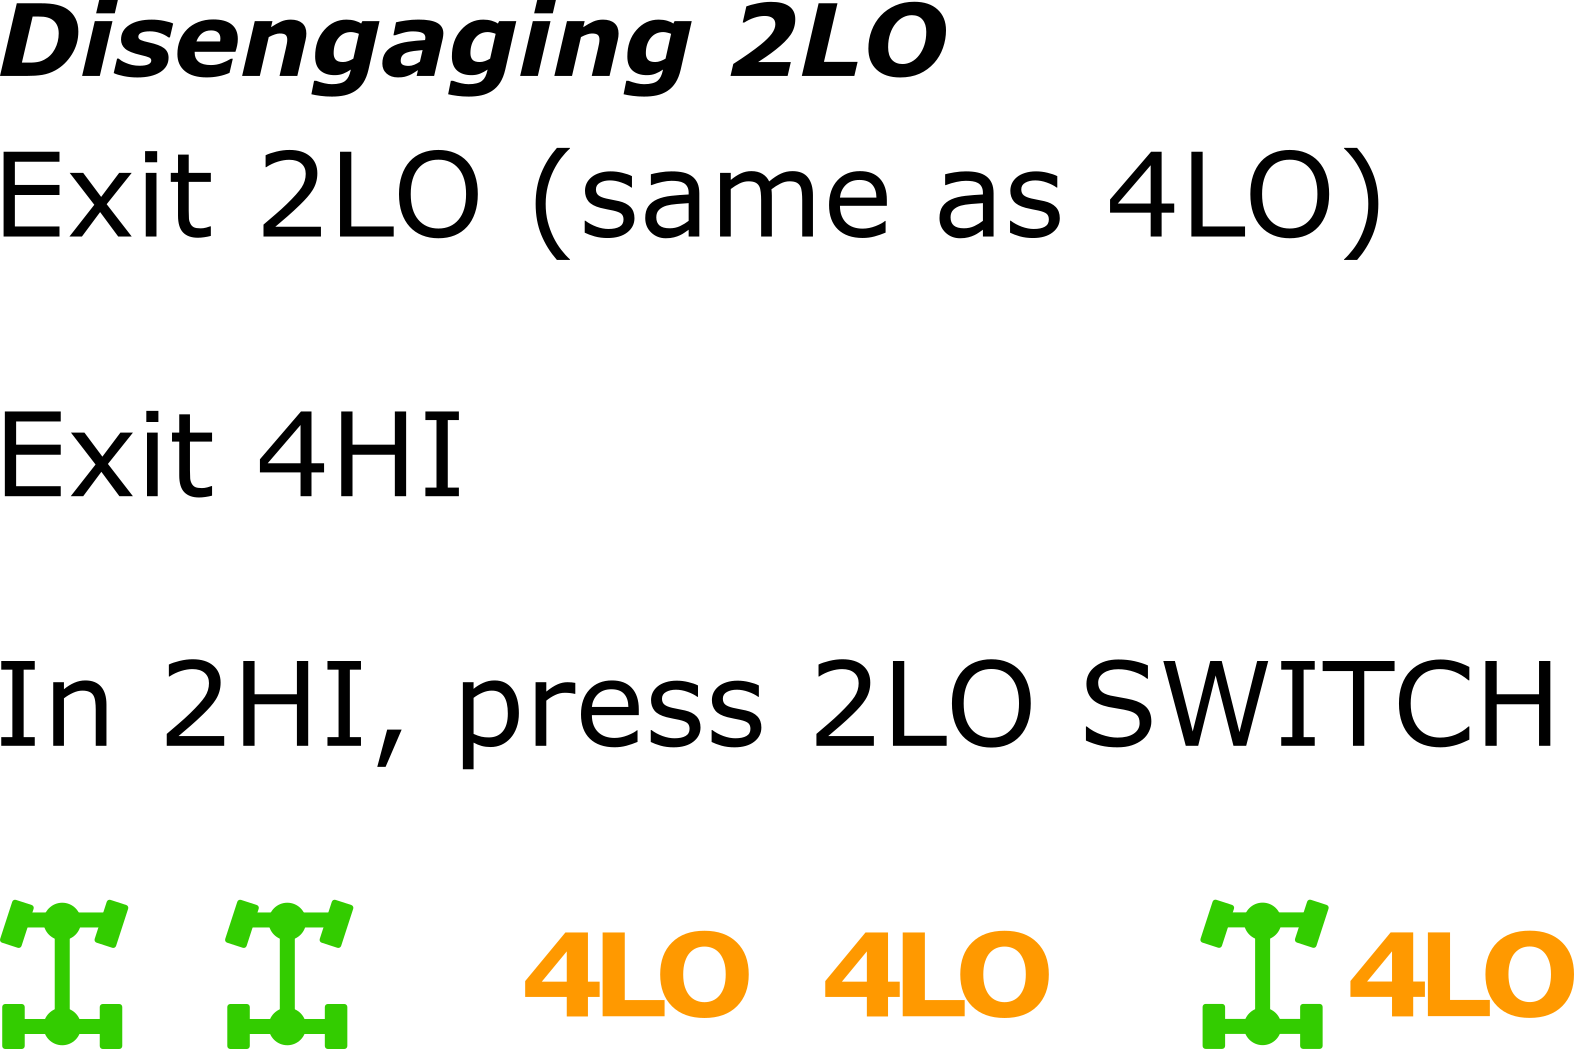 Disengaging 2LO
Exit 2LO (same as 4LO)
Exit 4HI
In 2HI, press 2LO SWITCH
4LO 4LO 4LO